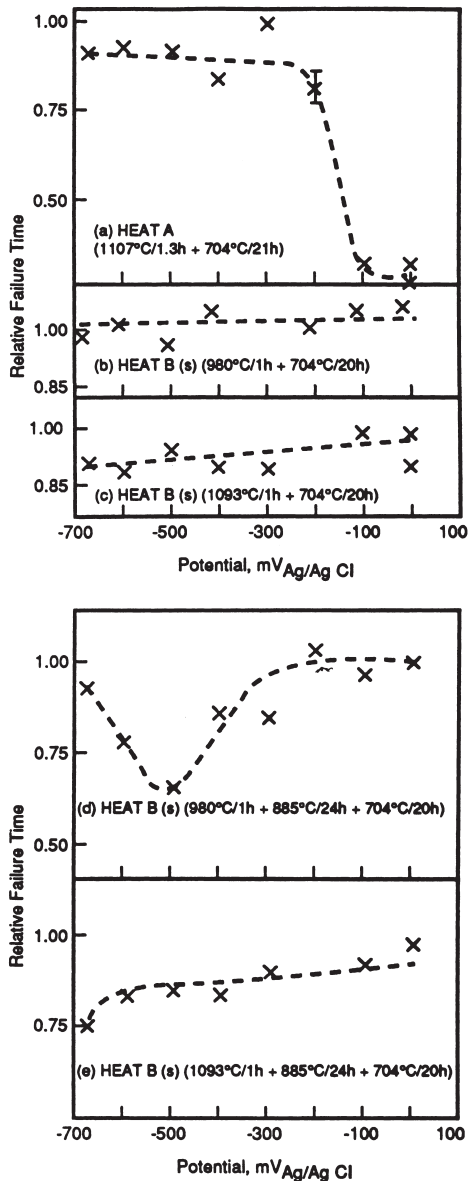 1.00
0.75
0.50
(a) HEAT A
(1107°C/1.3h + 704°C/21h)
Relative Failure Time
1.00
0.85
(b) HEAT B (s) (980°C/1h + 704°C/20h)
1.00
0.85
(c) HEAT B (s) (1093°C/1h + 704°C/20h)
-700 -500 -300 -100 100
Potential, mVAg/Ag Cl
1.00
0.75
0.50
(d) HEAT B (s) (980°C/1h + 885°C/24h + 704°C/20h)
Relative Failure Time
1.00
0.75
(e) HEAT B (s) (1093°C/1h + 885°C/24h + 704°C/20h)
-700 -500 -300 -100 100
Potential, mVAg/Ag Cl